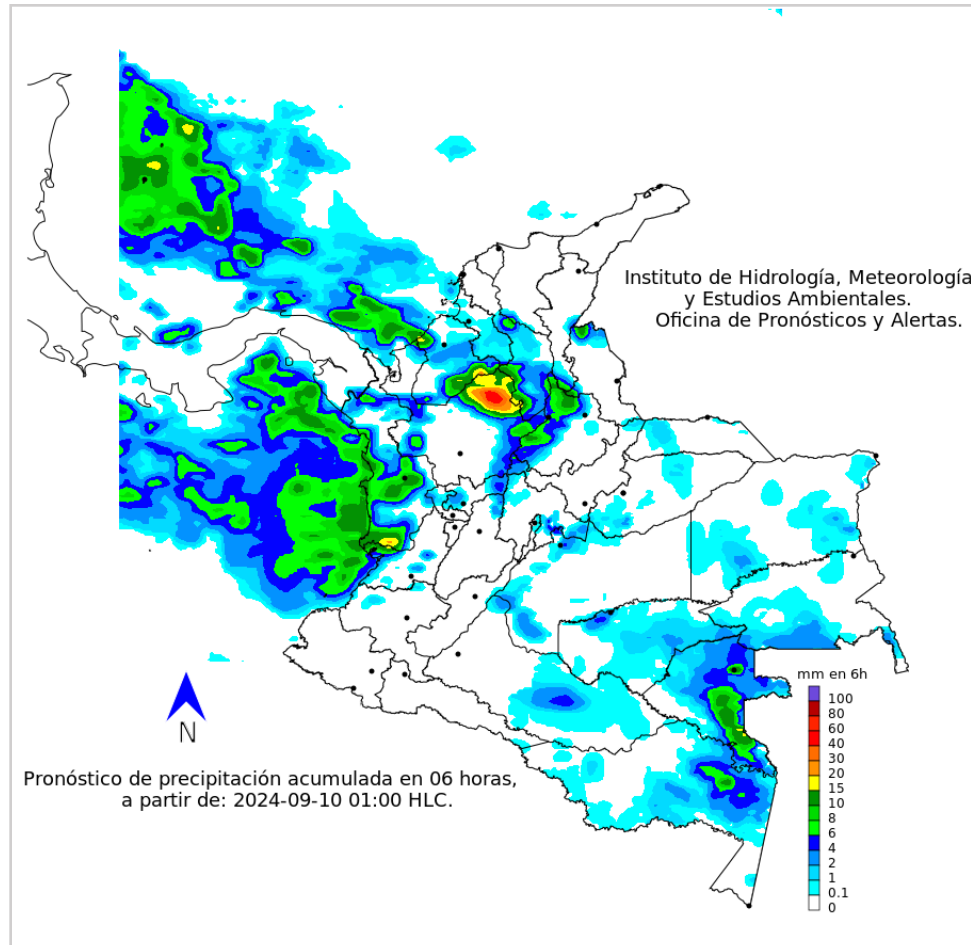 Instituto de Hidrología, Meteorología
y Estudios Ambientales.
Oficina de Pronósticos y Alertas.
mm en 6h
100
80
60
40
30
20
15
10
8
6
4
2
1
0.1
0
N
Pronóstico de precipitación acumulada en 06 horas,
a partir de: 2024-09-10 01:00 HLC.